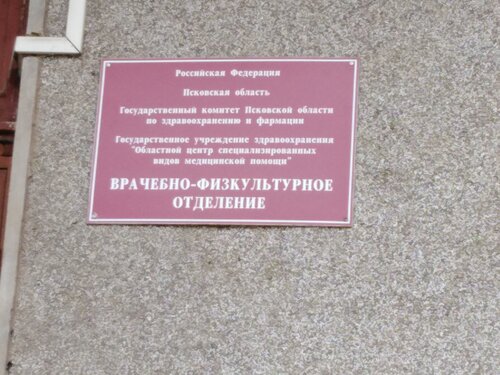 Российская Федерация
Псковская область
Государственный комитет Псковской области
по здравоохранению и фармации
Государственное учреждение здравоохранения
"Областной центр специализированных
видов медицинской помощи"
ВРАЧЕБНО-ФИЗКУЛЬТУРНОЕ
ОТДЕЛЕНИЕ